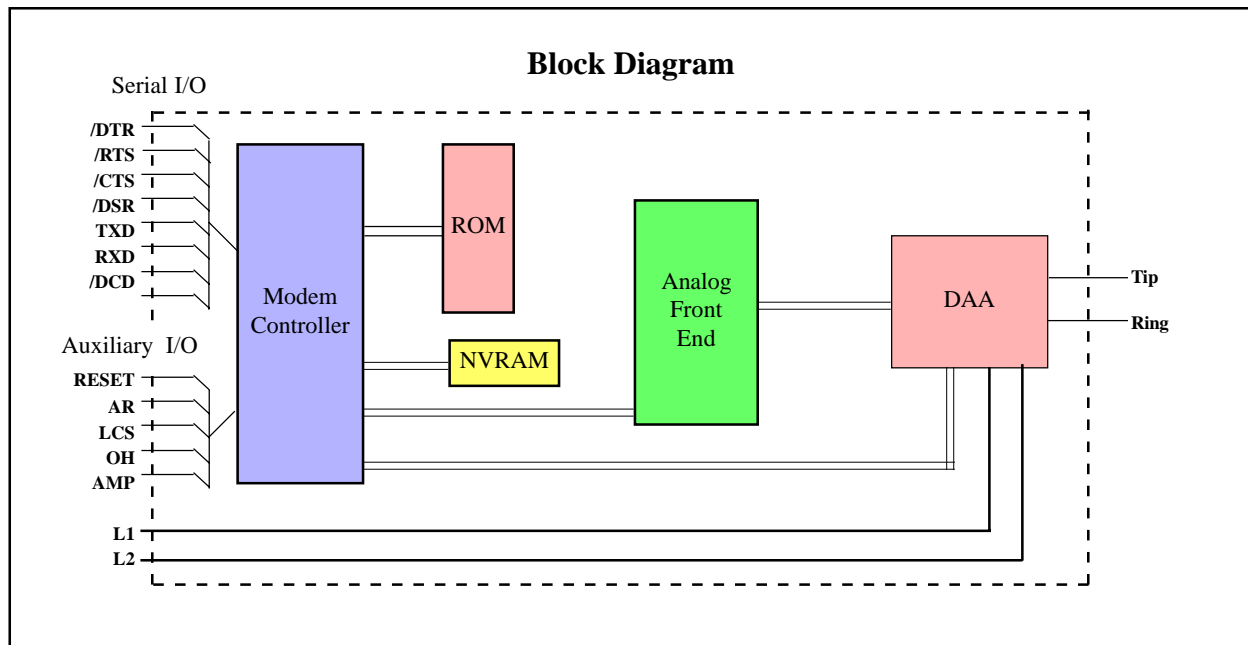 Block Diagram
Serial I/O
/DTR
/RTS
/CTS
/DSR
TXD
RXD
/DCD
Auxiliary I/O
RESET
AR
LCS
OH
AMP
L1
L2
Modem
Controller
ROM
NVRAM
Analog
Front
End
DAA
Tip
Ring